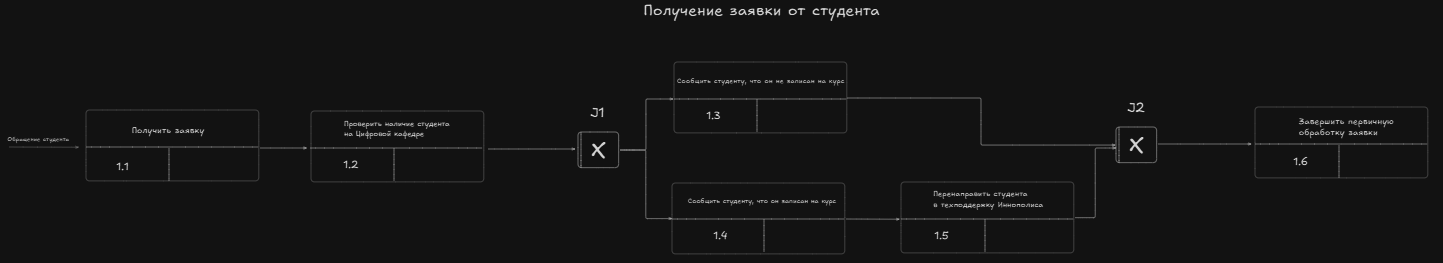 Получение заявки от студента
Обращение студента
Получить заявку
1.1
Проверить наличие студента
на Цифровой кафедре
1.2
J1
X
Сообщить студенту, что он не записан на курс
1.3
Сообщить студенту, что он записан на курс
1.4
Перенаправить студента
в техподдержку Иннополиса
1.5
J2
X
Завершить первичную
обработку заявки
1.6